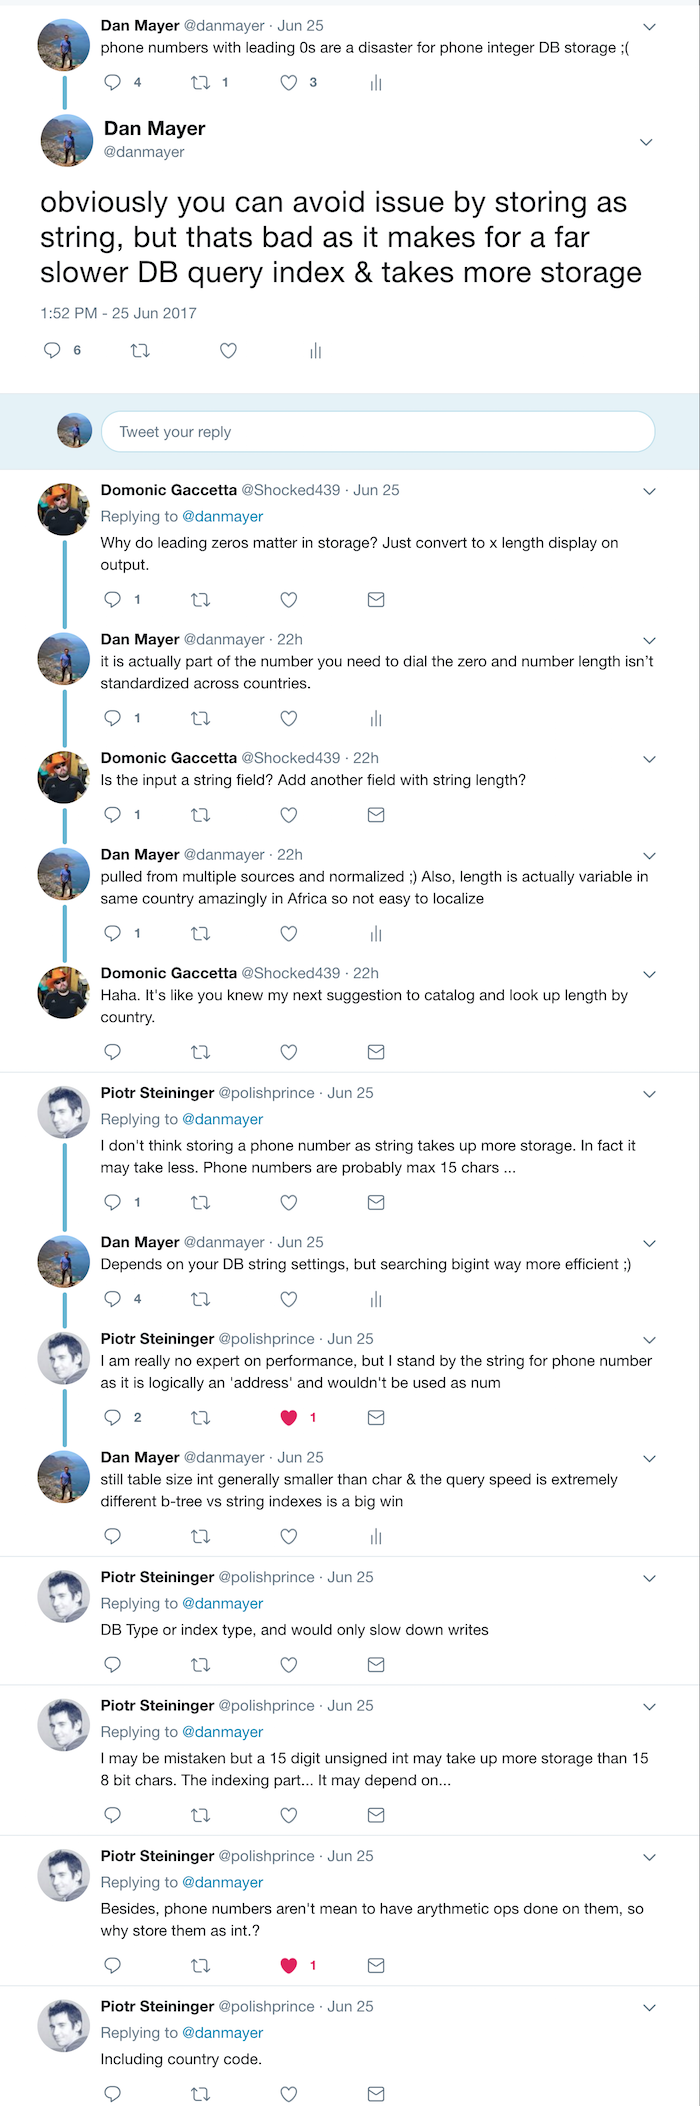 Dan Mayer @danmayer · Jun 25
phone numbers with leading 0s are a disaster for phone integer DB storage ;(
4 1 3
Dan Mayer
@danmayer
obviously you can avoid issue by storing as
string, but thats bad as it makes for a far
slower DB query index & takes more storage
1:52 PM - 25 Jun 2017
6
Tweet your reply
Domonic Gaccetta @Shocked439 · Jun 25
Replying to @danmayer
Why do leading zeros matter in storage? Just convert to x length display on
output.
1
Dan Mayer @danmayer · 22h
it is actually part of the number you need to dial the zero and number length isn't
standardized across countries.
1
Domonic Gaccetta @Shocked439 · 22h
Is the input a string field? Add another field with string length?
1
Dan Mayer @danmayer · 22h
pulled from multiple sources and normalized ;) Also, length is actually variable in
same country amazingly in Africa so not easy to localize
1
Domonic Gaccetta @Shocked439 · 22h
Haha. It's like you knew my next suggestion to catalog and look up length by
country.
Piotr Steininger @polishprince · Jun 25
Replying to @danmayer
I don't think storing a phone number as string takes up more storage. In fact it
may take less. Phone numbers are probably max 15 chars ...
1
Dan Mayer @danmayer · Jun 25
Depends on your DB string settings, but searching bigint way more efficient ;)
4
Piotr Steininger @polishprince · Jun 25
I am really no expert on performance, but I stand by the string for phone number
as it is logically an 'address' and wouldn't be used as num
2 1
Dan Mayer @danmayer · Jun 25
still table size int generally smaller than char & the query speed is extremely
different b-tree vs string indexes is a big win
Piotr Steininger @polishprince · Jun 25
Replying to @danmayer
DB Type or index type, and would only slow down writes
Piotr Steininger @polishprince · Jun 25
Replying to @danmayer
I may be mistaken but a 15 digit unsigned int may take up more storage than 15
8 bit chars. The indexing part... It may depend on...
Piotr Steininger @polishprince · Jun 25
Replying to @danmayer
Besides, phone numbers aren't mean to have arythmetic ops done on them, so
why store them as int.?
1
Piotr Steininger @polishprince · Jun 25
Replying to @danmayer
Including country code.